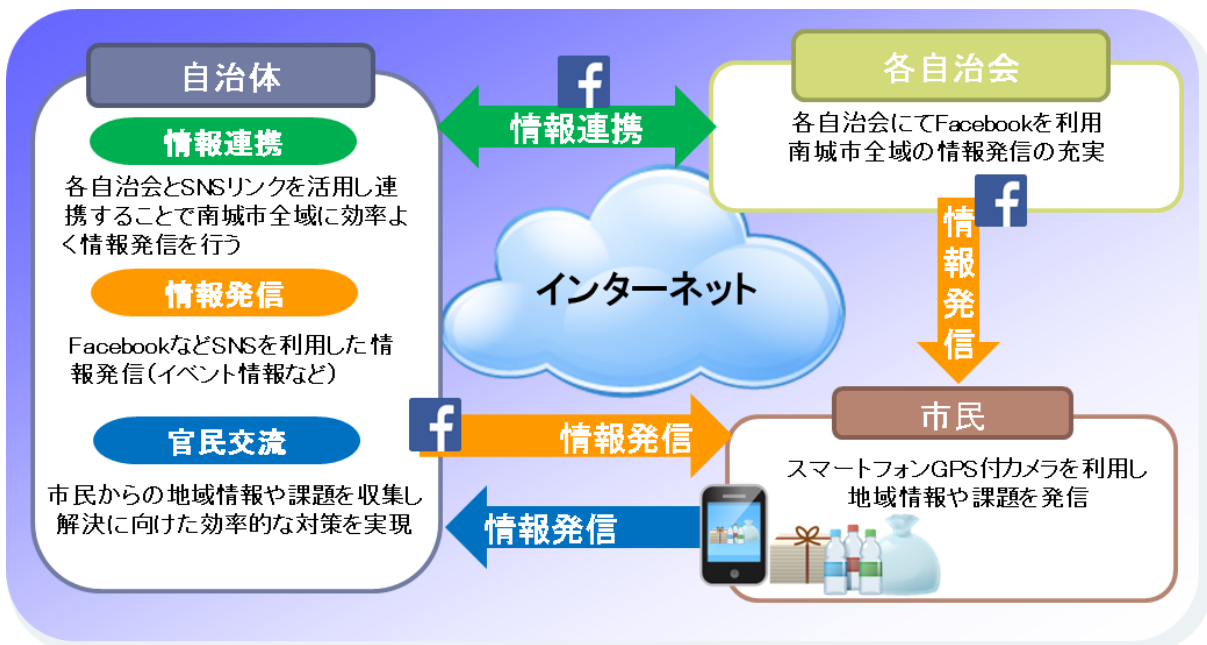 自治体
情報連携
各自治会とSNSリンクを活用し連
携することで南城市全域に効率よ
く情報発信を行う
情報発信
FacebookなどSNSを利用した情
報発信(イベント情報など)
官民交流
市民からの地域情報や課題を収集し
解決に向けた効率的な対策を実現
f
情報連携
各自治会
各自治会にてFacebookを利用
南城市全域の情報発信の充実
f
情報発信
インターネット
f
情報発信
情報発信
市民
スマートフォンGPS付カメラを利用し
地域情報や課題を発信